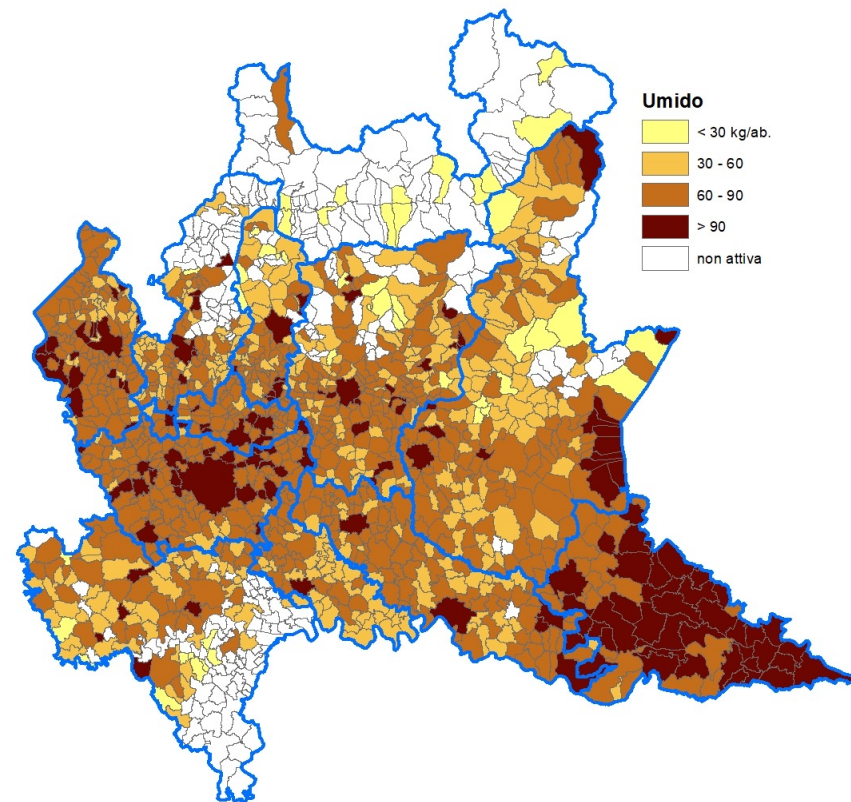 Umido
< 30 kg/ab.
30 - 60
60 - 90
> 90
non attiva